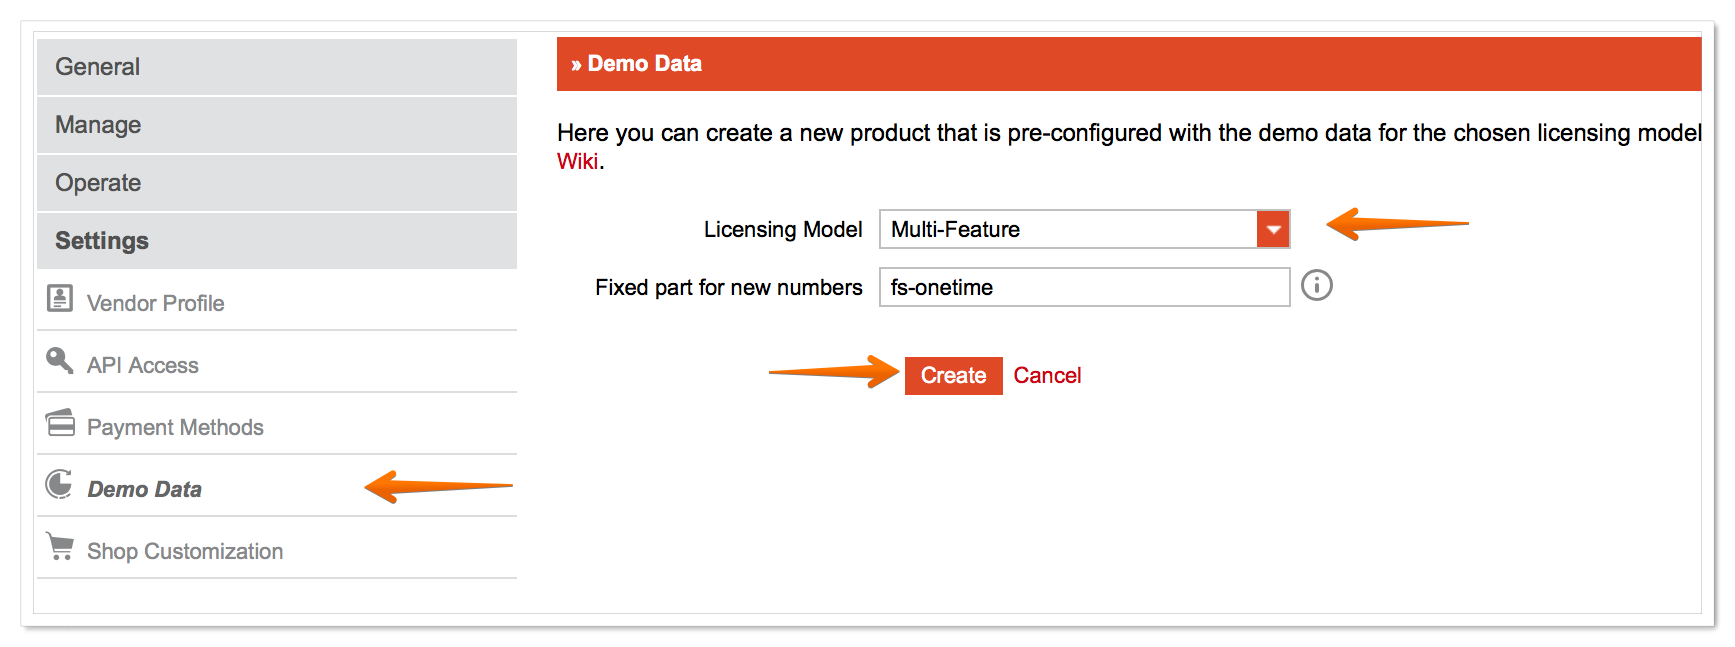 General
Manage
Operate
Settings
Vendor Profile
API Access
Payment Methods
Demo Data
Shop Customization
» Demo Data
Here you can create a new product that is pre-configured with the demo data for the chosen licensing model
Wiki.
Licensing Model Multi-Feature
Fixed part for new numbers fs-onetime
Create Cancel